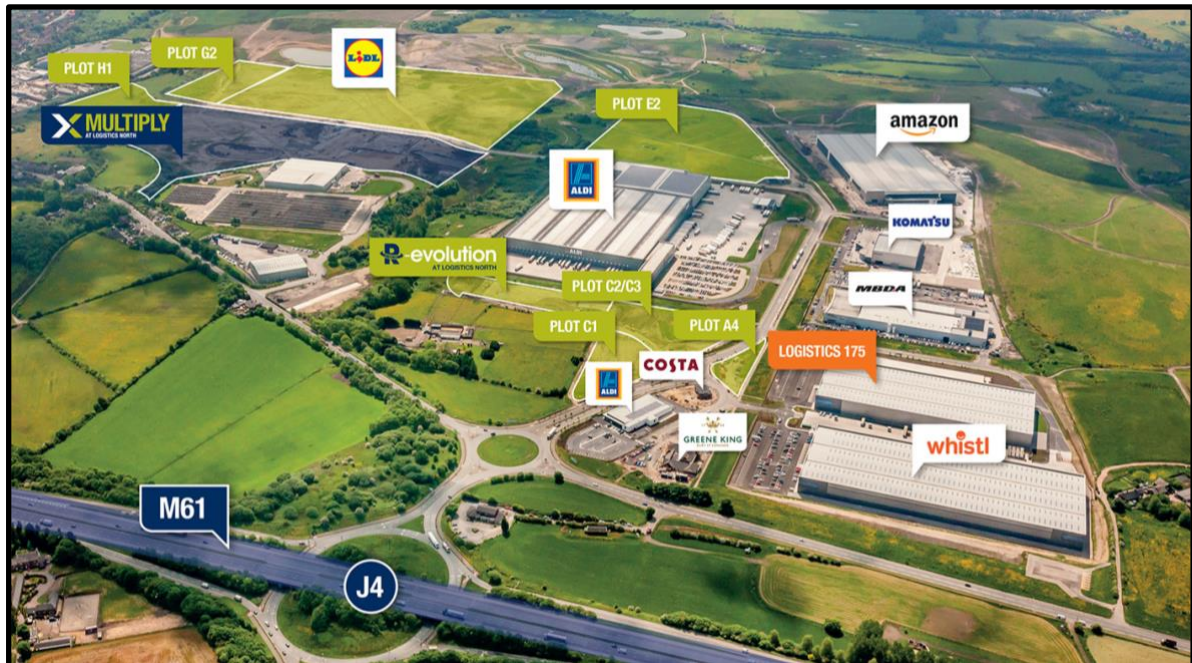 PLOT G2
LIDL
PLOT H1
MULTIPLY
AT LOGISTICS NORTH
PLOT E2
amazon
ALDI
KOMATSU
R-evolution
AT LOGISTICS NORTH
PLOT C2/C3
MBDA
PLOT C1
PLOT A4
LOGISTICS 175
COSTA
ALDI
GREENE KING
whistl
M61
J4